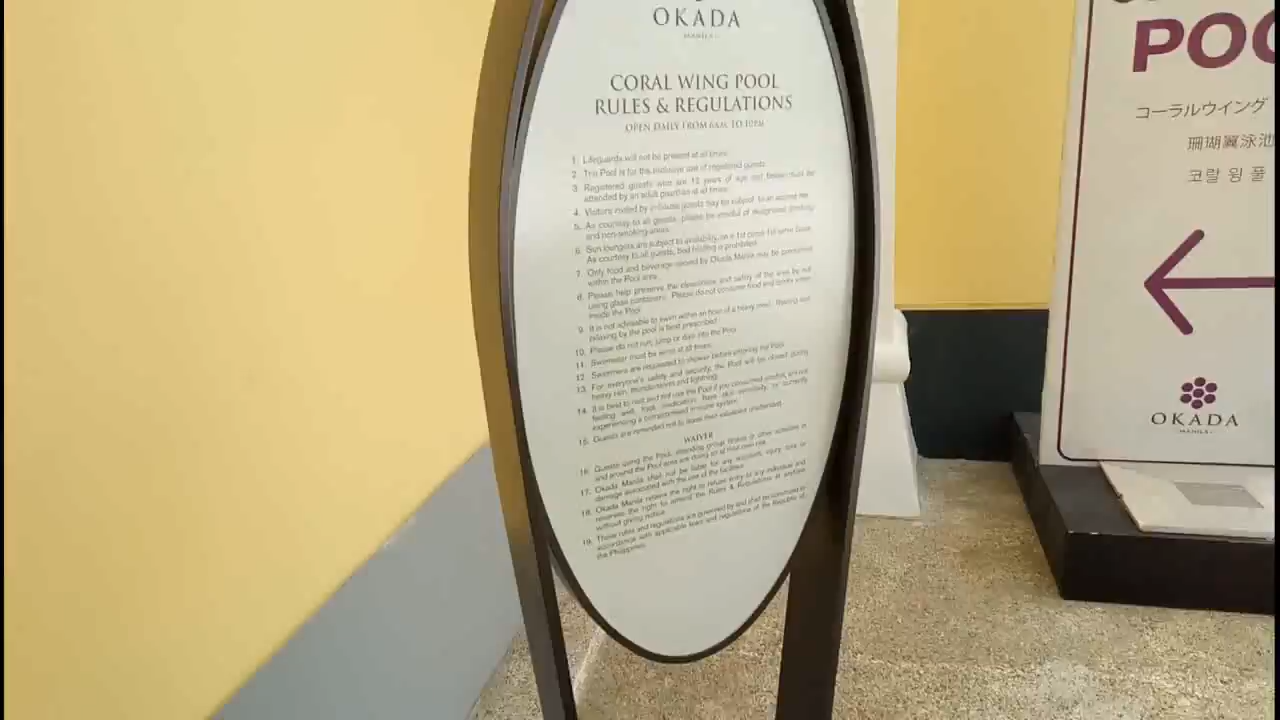 OKADA
MANILA
CORAL WING POOL
RULES & REGULATIONS
OPEN DAILY FROM 6AM TO 10PM
1. Lifeguards will not be present at all times.
2. The Pool is for the exclusive use of registered guests.
3. Registered guests who are 12 years of age and below must be
attended by an adult guardian at all times.
4. Visitors invited by in-house guests may be subject to an access fee.
5. As courtesy to all guests, please be mindful of designated smoking
and non-smoking areas.
6. Sun loungers are subject to availability, on a 1st come 1st serve basis.
As courtesy to all guests, bed holding is prohibited.
7. Only food and beverage served by Okada Manila may be consumed
within the Pool area.
8. Please help preserve the cleanliness and safety of the area by not
using glass containers. Please do not consume food and drinks when
inside the Pool.
9. It is not advisable to swim within an hour of a heavy meal.
relaxing by the pool is best prescribed.
10. Please do not run, jump or dive into the Pool.
11. Swimwear must be worn at all times.
12. Swimmers are requested to shower before entering the Pool.
13. For everyone's safety and security, the Pool will be closed during
heavy rain, thunderstorms and lightning.
14. It is best to rest and not use the Pool if you consumed alcohol, are not
feeling well, took medication, have skin sensitivity, or currently
experiencing a compromised immune system.
15. Guests are reminded not to leave their valuables unattended.
WAIVER
16. Guests using the Pool, attending group fitness or other activities in
and around the Pool area are doing so at their own risk.
17. Okada Manila shall not be liable for any accident, injury, loss or
damage associated with the use of the facilities.
18. Okada Manila retains the right to refuse entry to any individual and
reserves the right to amend the Rules & Regulations at anytime
without giving notice.
19. These rules and regulations are governed by and shall be construed in
accordance with applicable laws and regulations of the Republic of
the Philippines.
POO
コーラルウイング
珊瑚翼泳池
코랄 윙 풀
OKADA
MANILA